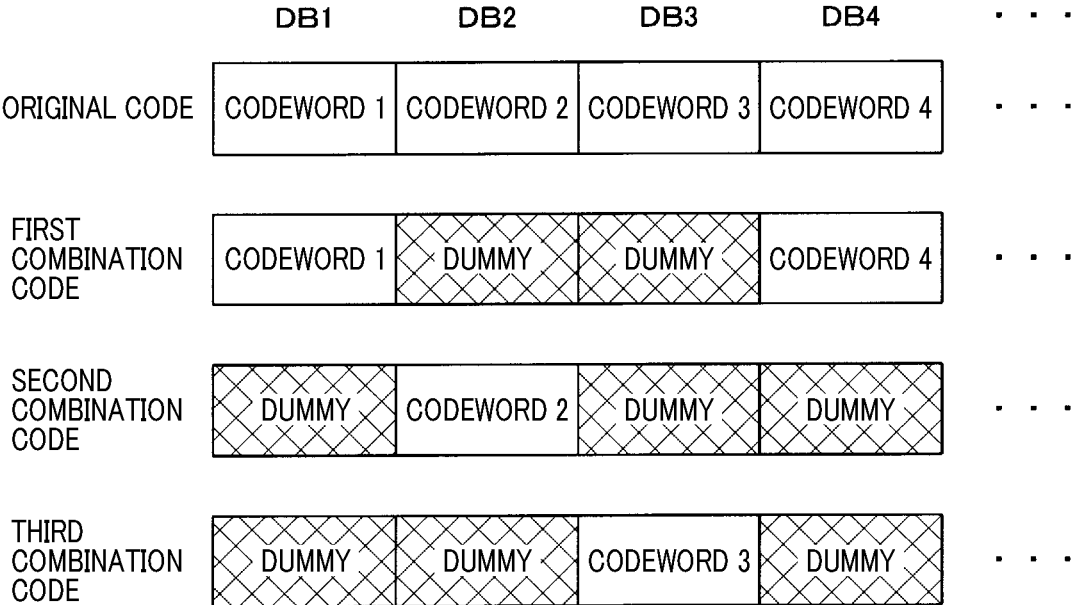 DB1 DB2 DB3 DB4 . . .
ORIGINAL CODE CODEWORD 1 CODEWORD 2 CODEWORD 3 CODEWORD 4 . . .
FIRST
COMBINATION
CODE
CODEWORD 1 DUMMY DUMMY CODEWORD 4 . . .
SECOND
COMBINATION
CODE
DUMMY CODEWORD 2 DUMMY DUMMY . . .
THIRD
COMBINATION
CODE
DUMMY DUMMY CODEWORD 3 DUMMY . . .